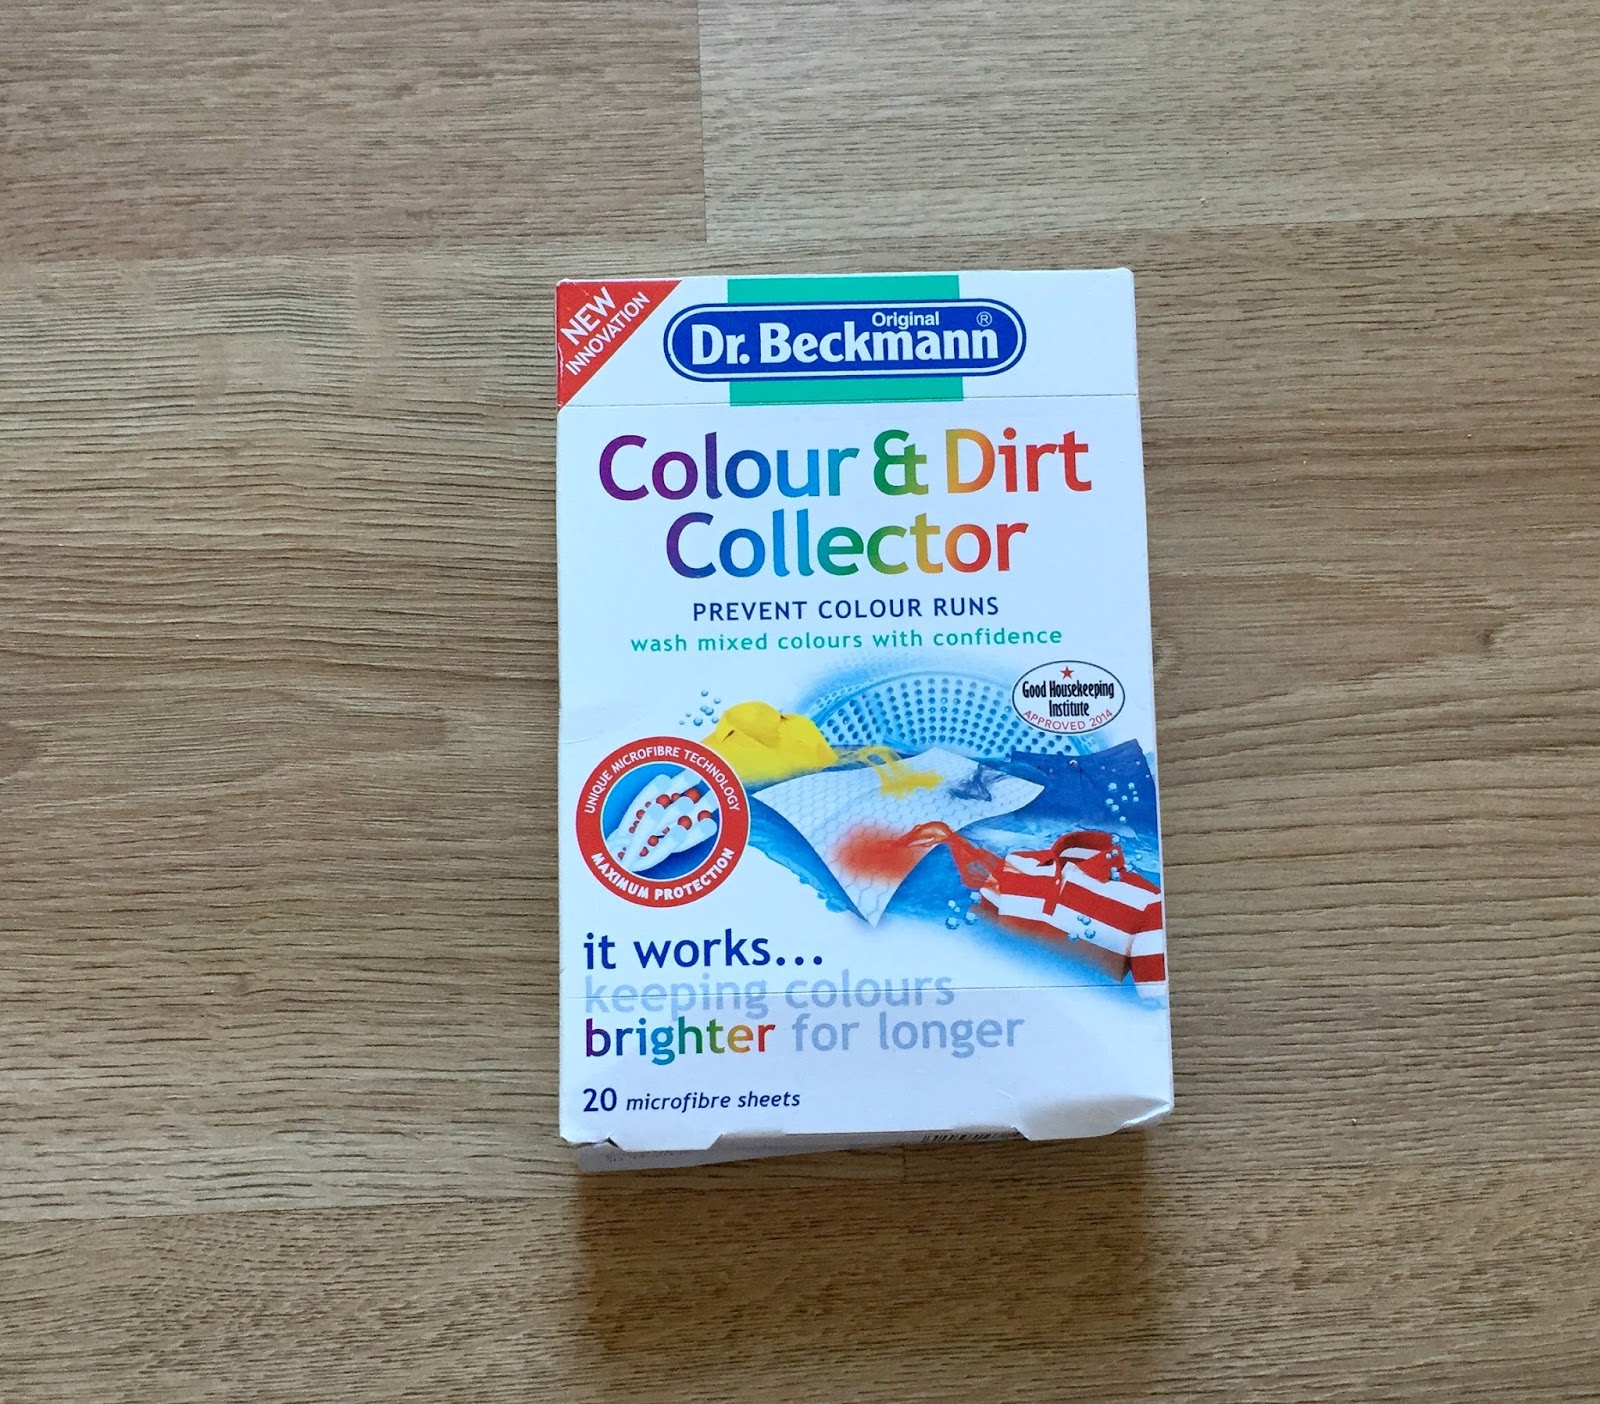 NEW
INNOVATION
Original
Dr. Beckmann®
Colour & Dirt
Collector
PREVENT COLOUR RUNS
wash mixed colours with confidence
Good Housekeeping
Institute
APPROVED 2014
UNIQUE MICROFIBRE TECHNOLOGY
MAXIMUM PROTECTION
it works...
keeping colours
brighter for longer
20 microfibre sheets